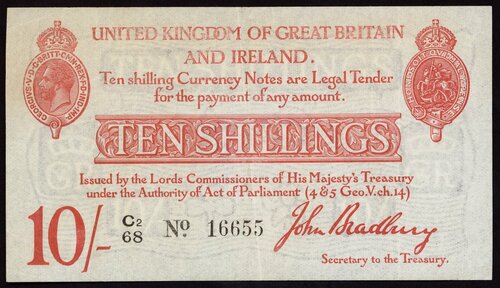 UNITED KINGDOM OF GREAT BRITAIN
AND IRELAND.
Ten shilling Currency Notes are Legal Tender
for the payment of any amount.
TEN SHILLINGS
Issued by the Lords Commissioners of His Majesty's Treasury
under the Authority of Act of Parliament (4 & 5 Geo.V. ch.14)
10/- C2/68 No 16655 John Bradbury
Secretary to the Treasury.